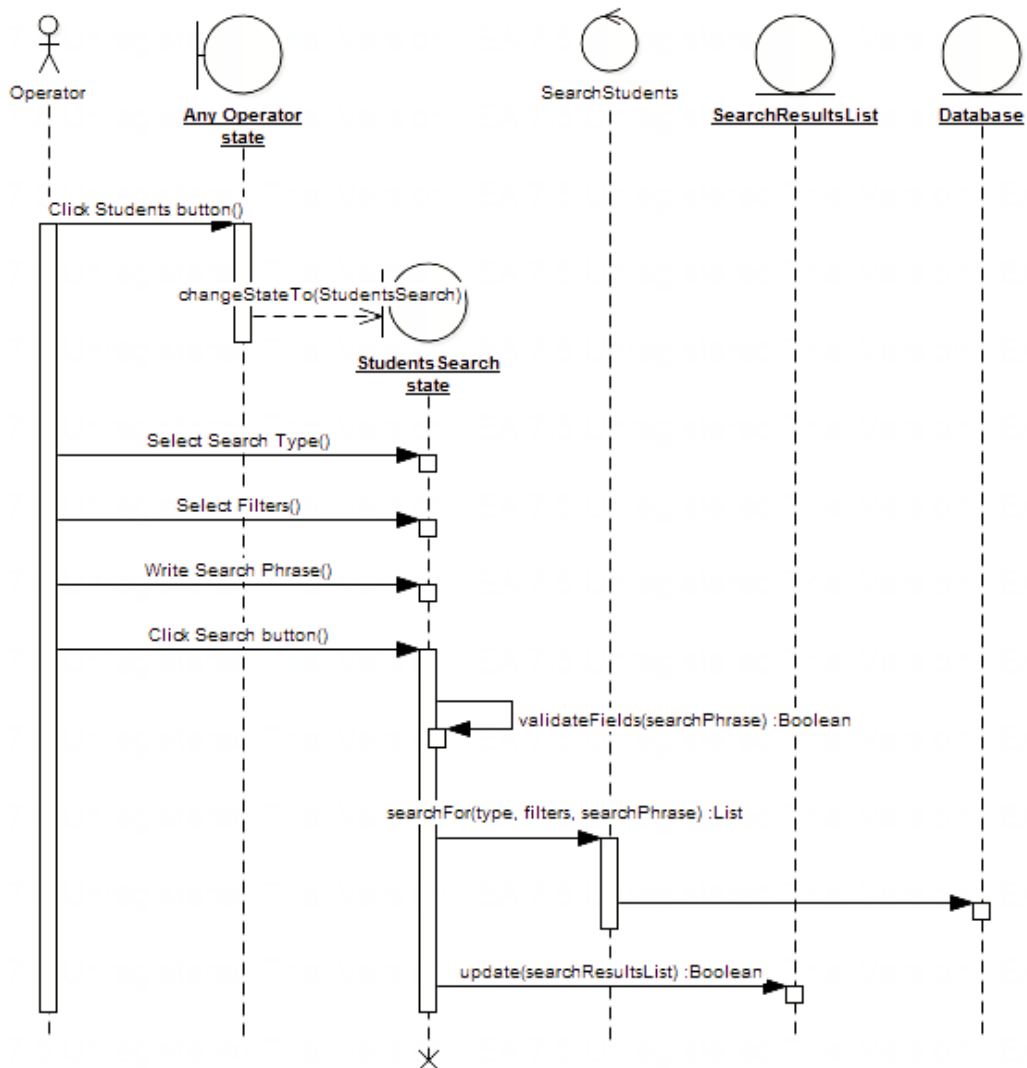 Operator
Any Operator
state
SearchStudents
SearchResultsList
Database
Click Students button()
changeStateTo(StudentsSearch)
StudentsSearch
state
Select Search Type()
Select Filters()
Write Search Phrase()
Click Search button()
validateFields(searchPhrase) :Boolean
searchFor(type, filters, searchPhrase) :List
update(searchResultsList) :Boolean